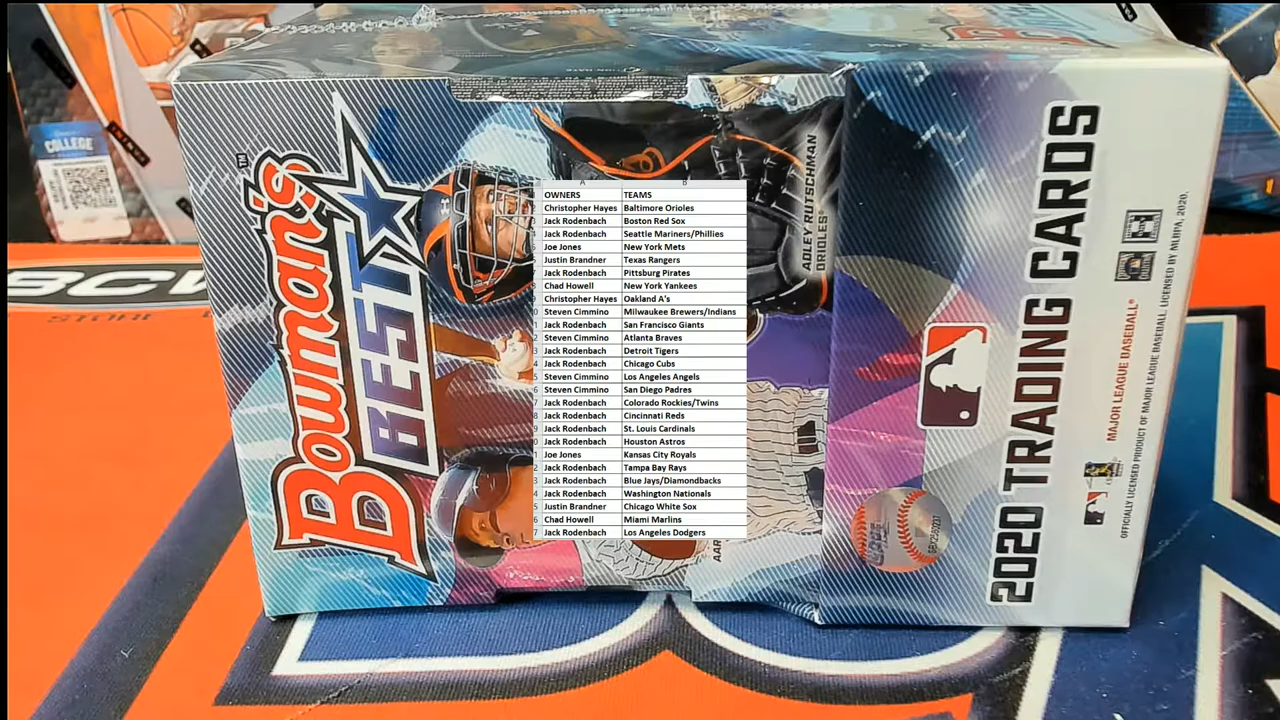 COLLEGE
BCW
Bowman's
BEST
TM
ADLEY RUTSCHMAN
ORIOLES®
A B
OWNERS TEAMS
Christopher Hayes Baltimore Orioles
Jack Rodenbach Boston Red Sox
Jack Rodenbach Seattle Mariners/Phillies
Joe Jones New York Mets
Justin Brandner Texas Rangers
Jack Rodenbach Pittsburg Pirates
Chad Howell New York Yankees
Christopher Hayes Oakland A's
Steven Cimmino Milwaukee Brewers/Indians
Jack Rodenbach San Francisco Giants
Steven Cimmino Atlanta Braves
Jack Rodenbach Detroit Tigers
Jack Rodenbach Chicago Cubs
Steven Cimmino Los Angeles Angels
Steven Cimmino San Diego Padres
Jack Rodenbach Colorado Rockies/Twins
Jack Rodenbach Cincinnati Reds
Jack Rodenbach St. Louis Cardinals
Jack Rodenbach Houston Astros
Joe Jones Kansas City Royals
Jack Rodenbach Tampa Bay Rays
Jack Rodenbach Blue Jays/Diamondbacks
Jack Rodenbach Washington Nationals
Justin Brandner Chicago White Sox
Chad Howell Miami Marlins
Jack Rodenbach Los Angeles Dodgers
AAR
2020 TRADING CARDS
MAJOR LEAGUE BASEBALL®
OFFICIALLY LICENSED PRODUCT OF MAJOR LEAGUE BASEBALL. LICENSED BY MLBPA, 2020.